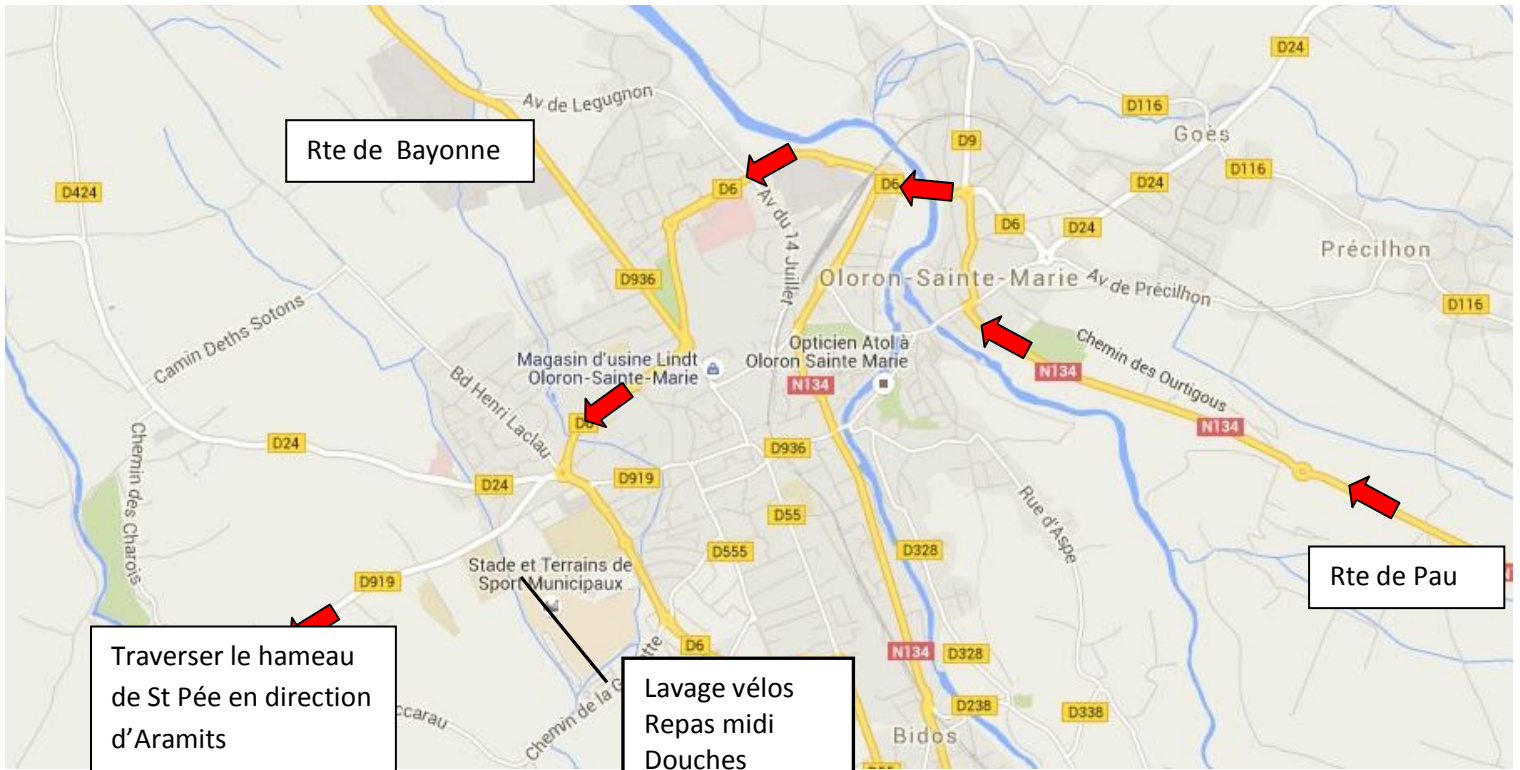 D24
Av de Legugnon
D116
Goès
Rte de Bayonne
D9
D116
D424
D6
D6
D24
Av du 14 Juillet
D6
D24
Précilhon
D936
Oloron-Sainte-Marie
Av de Précilhon
D116
Camin Deths Sotons
Magasin d'usine Lindt
Oloron-Sainte-Marie
Opticien Atol à
Oloron Sainte Marie
Chemin des Ourtigous
N134
N134
Bd Henri Laclau
N134
Chemin des Charois
D24
D936
D24
D919
Rue d'Aspe
D55
D555
D328
Stade et Terrains de
Sport Municipaux
D919
Rte de Pau
D6
N134
D328
Traverser le hameau
de St Pée en direction
d'Aramits
Lavage vélos
Repas midi
Douches
D238
D338
Bidos